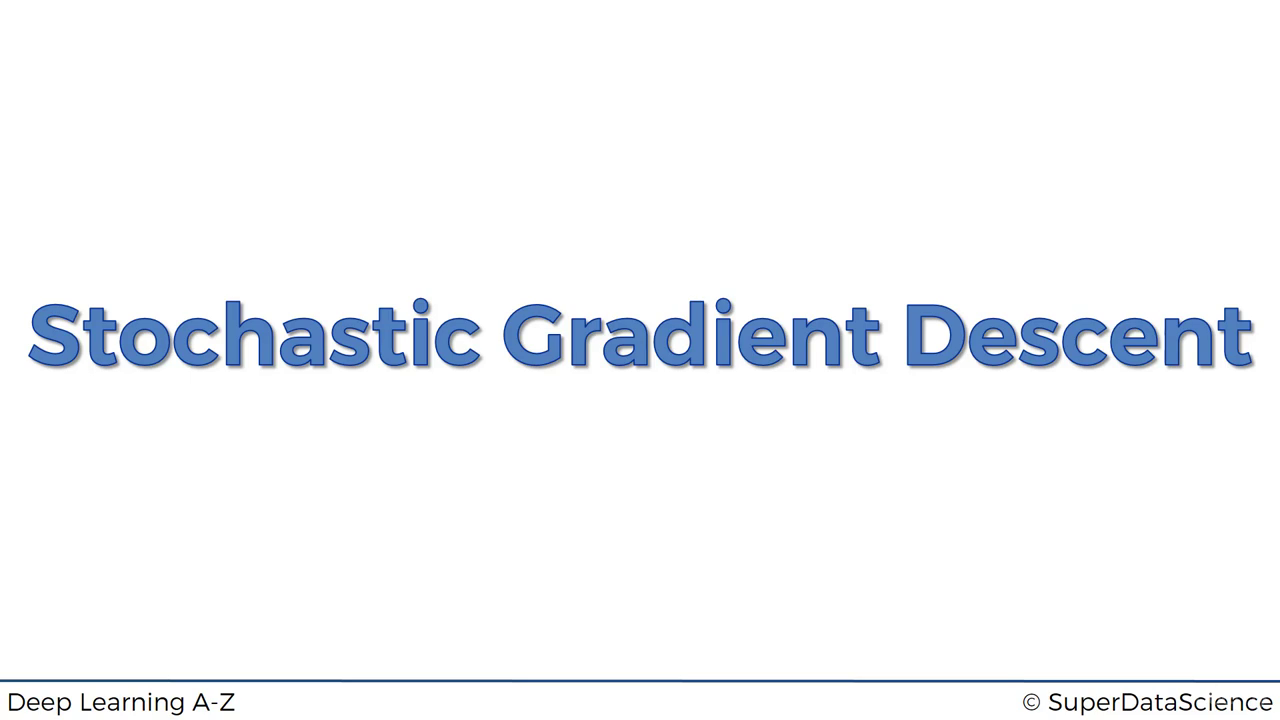 Stochastic Gradient Descent
Deep Learning A-Z
© SuperDataScience